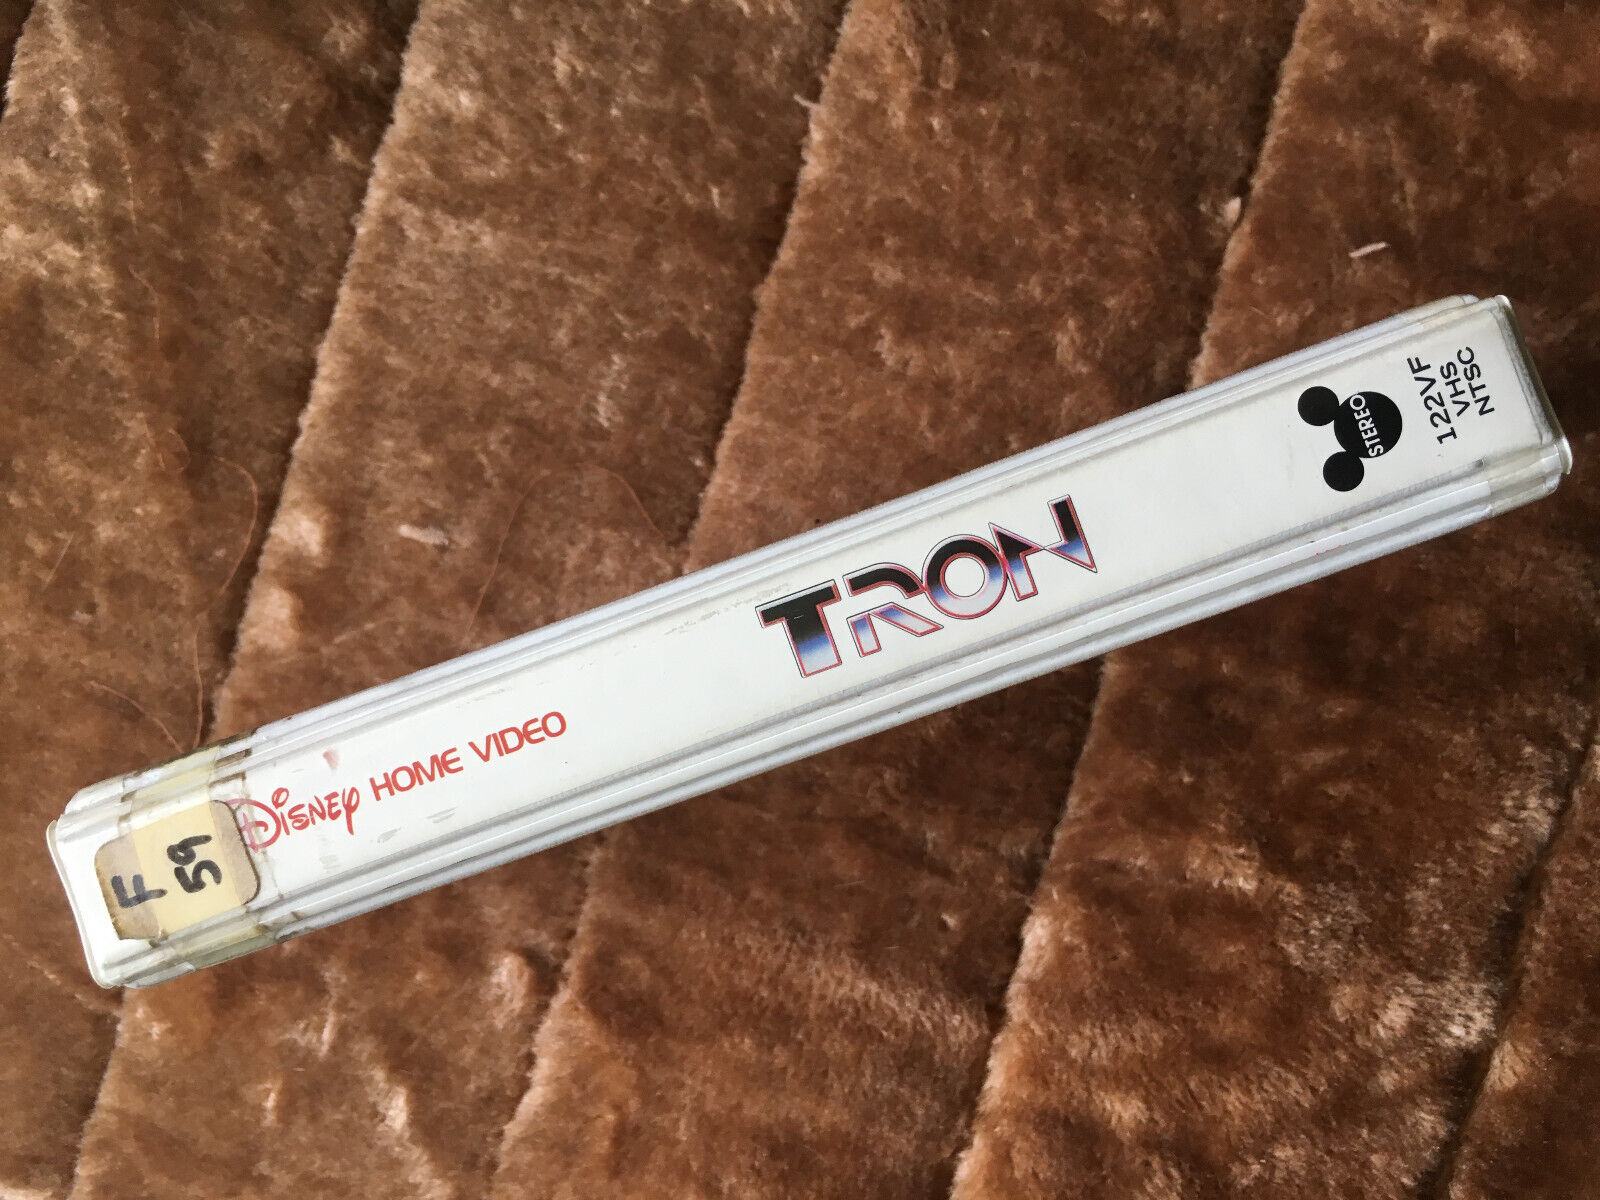 F
59
DISNEY HOME VIDEO
TRON
STEREO
122VF
VHS
NTSC